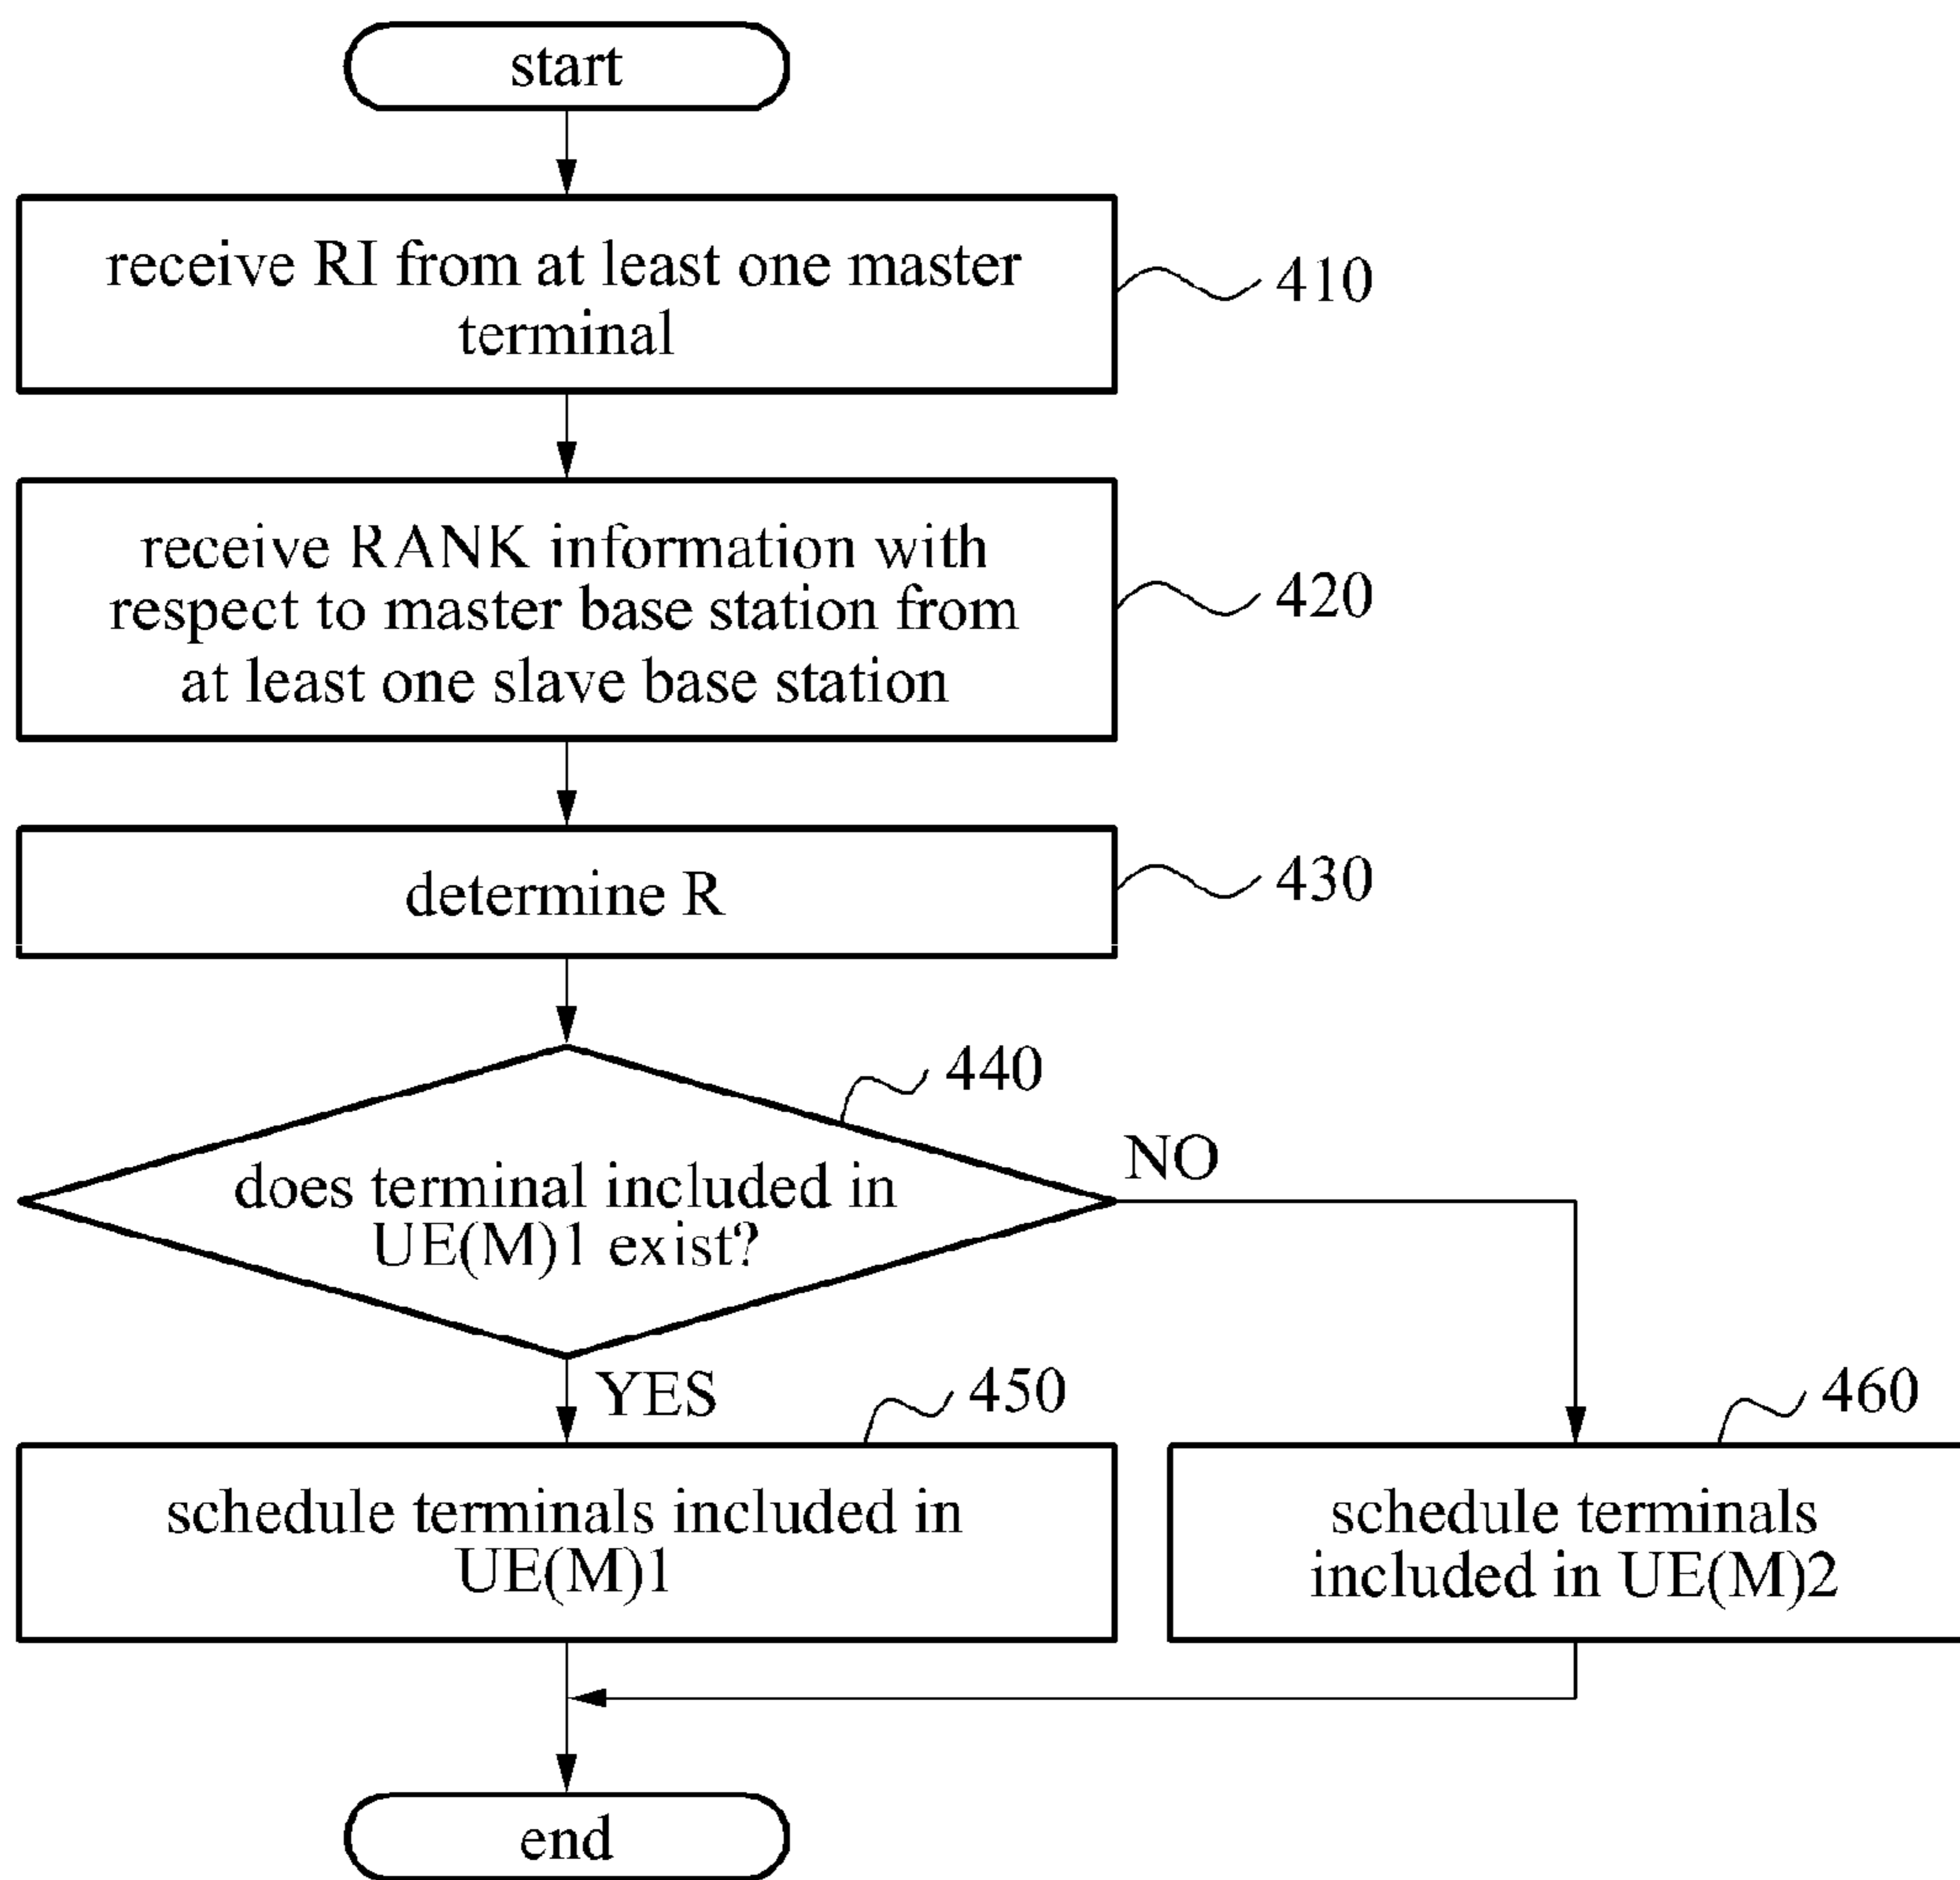 start
receive RI from at least one master
terminal
410
receive RANK information with
respect to master base station from
at least one slave base station
420
determine R
430
440
does terminal included in
UE(M)1 exist?
NO
YES
450
schedule terminals included in
UE(M)1
460
schedule terminals
included in UE(M)2
end